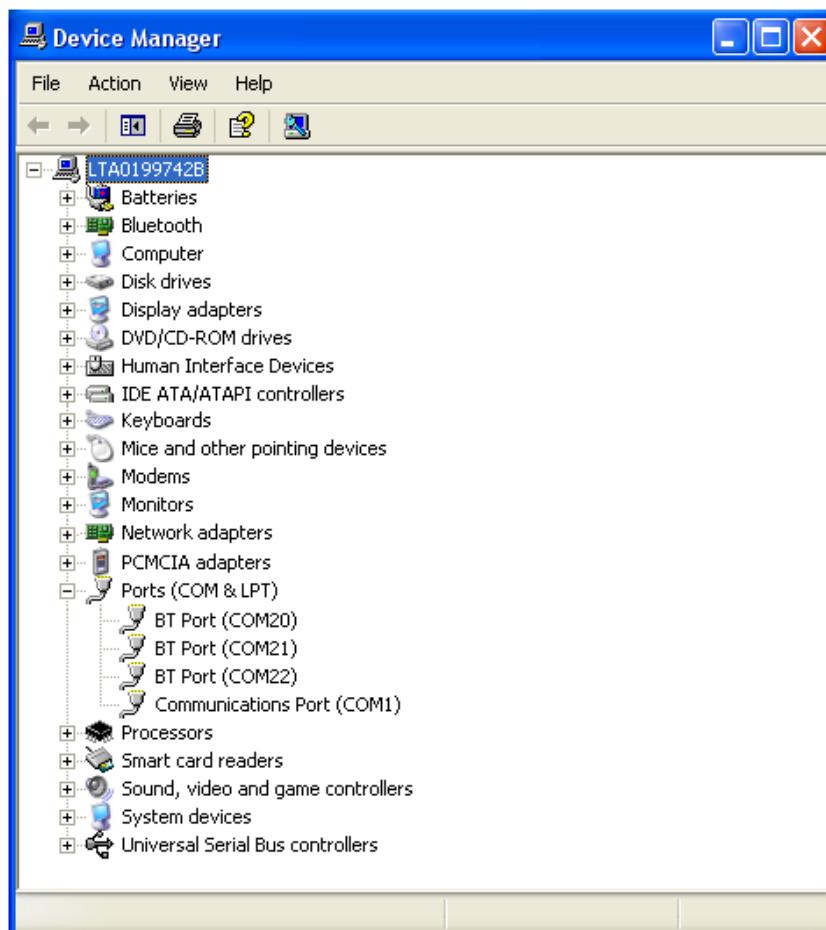 Device Manager
File Action View Help
LTA0199742B
Batteries
Bluetooth
Computer
Disk drives
Display adapters
DVD/CD-ROM drives
Human Interface Devices
IDE ATA/ATAPI controllers
Keyboards
Mice and other pointing devices
Modems
Monitors
Network adapters
PCMCIA adapters
Ports (COM & LPT)
BT Port (COM20)
BT Port (COM21)
BT Port (COM22)
Communications Port (COM1)
Processors
Smart card readers
Sound, video and game controllers
System devices
Universal Serial Bus controllers